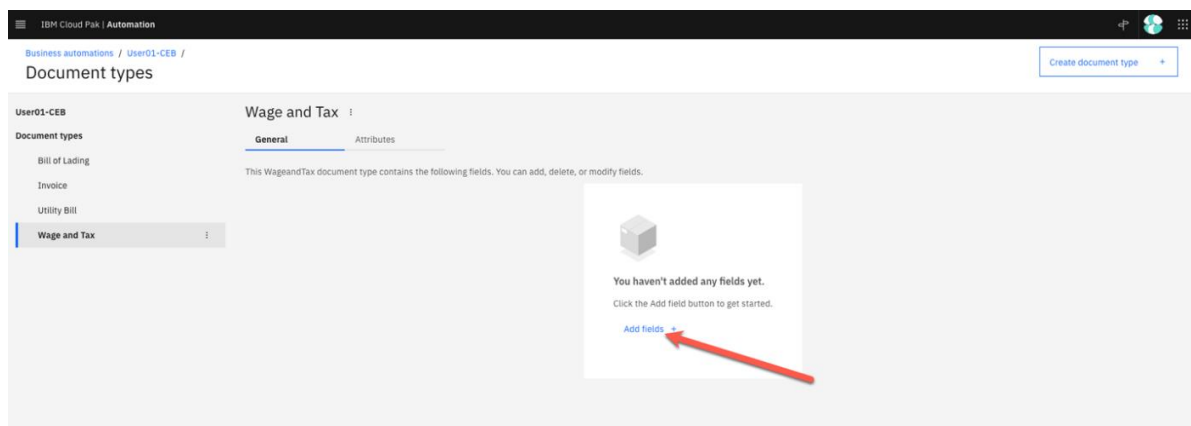 IBM Cloud Pak | Automation
Business automations / User01-CEB /
Document types
Create document type +
User01-CEB
Document types
Bill of Lading
Invoice
Utility Bill
Wage and Tax
Wage and Tax
General Attributes
This WageandTax document type contains the following fields. You can add, delete, or modify fields.
You haven't added any fields yet.
Click the Add field button to get started.
Add fields +